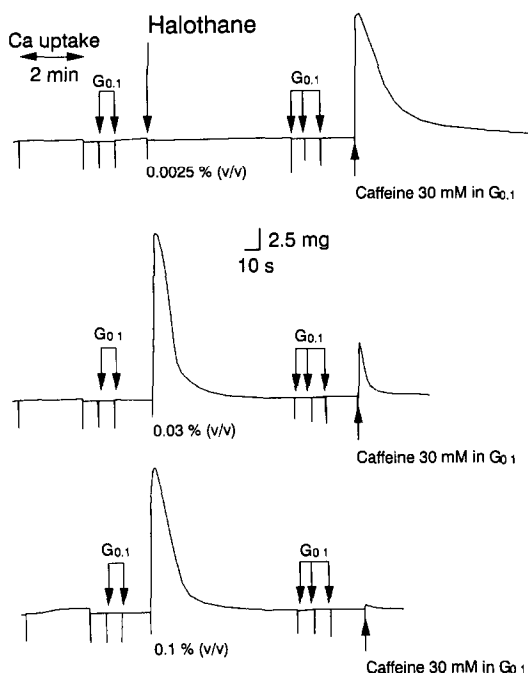 Ca uptake
2 min
Halothane
G0.1
G0.1
0.0025 % (v/v)
Caffeine 30 mM in G0.1
2.5 mg
10 s
G0 1
G0.1
0.03 % (v/v)
Caffeine 30 mM in G0 1
G0.1
G0 1
0.1 % (v/v)
Caffeine 30 mM in G0 1